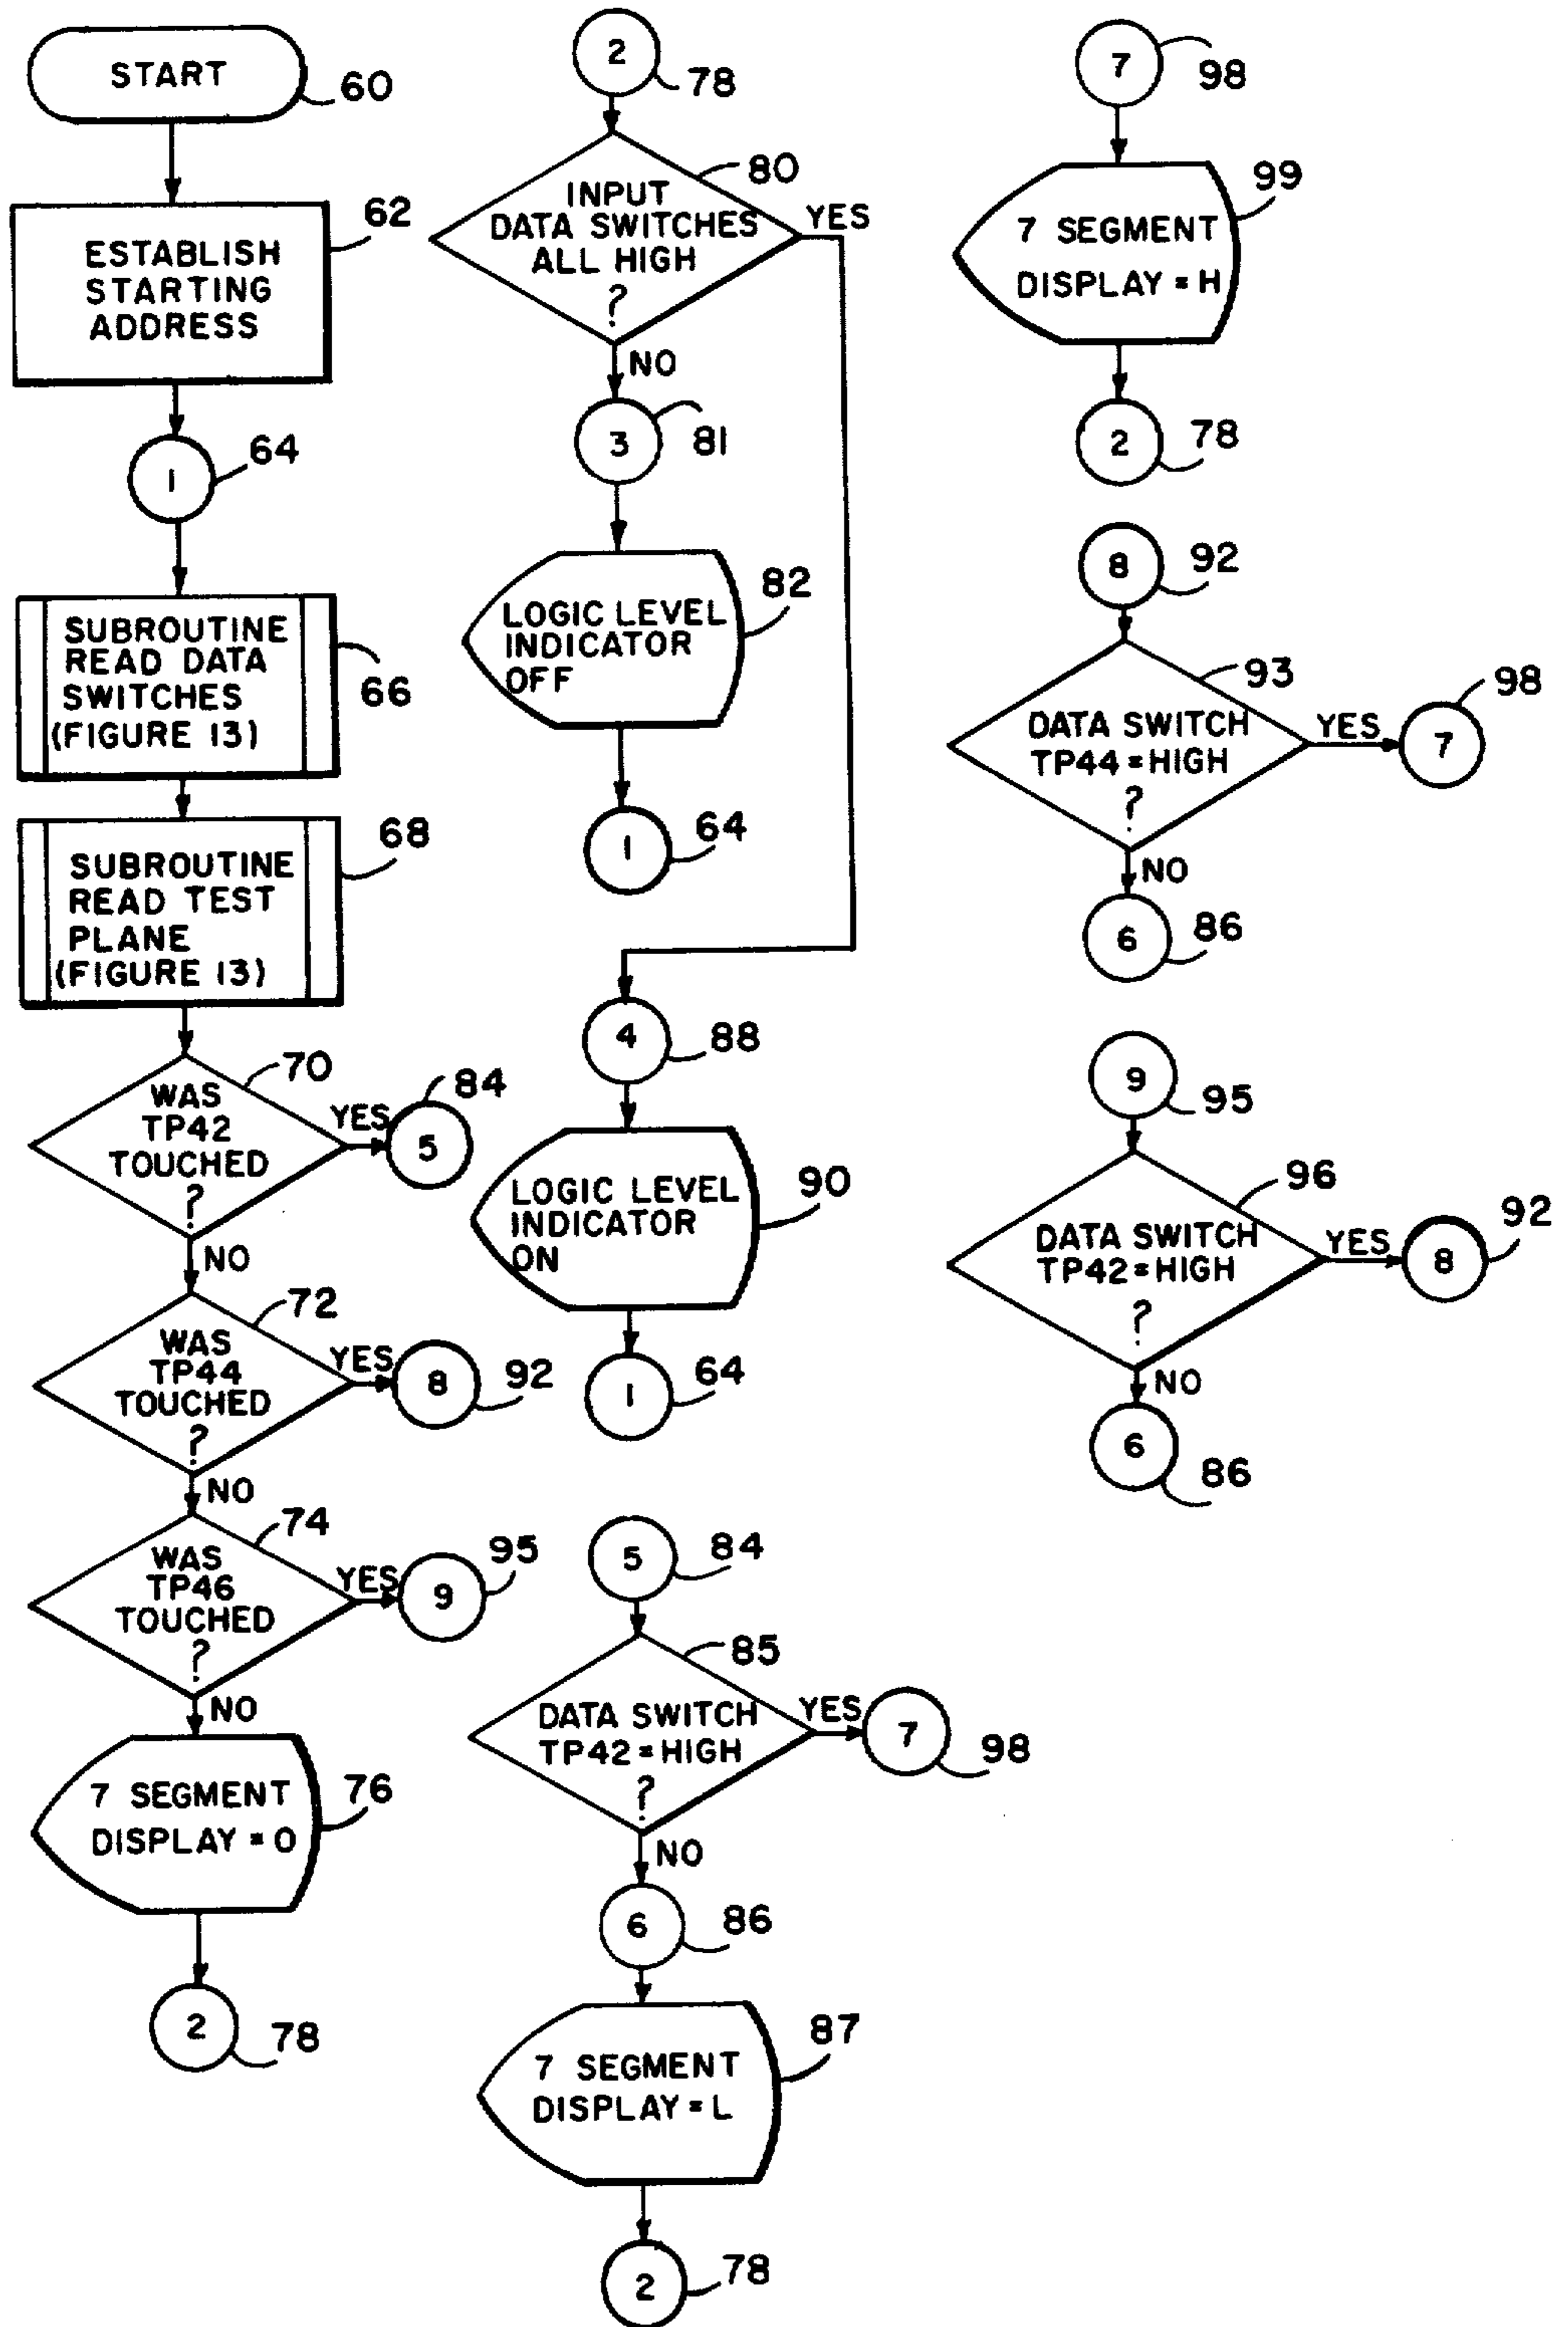 START
60
ESTABLISH
STARTING
ADDRESS
62
1
64
SUBROUTINE
READ DATA
SWITCHES
(FIGURE 13)
66
SUBROUTINE
READ TEST
PLANE
(FIGURE 13)
68
WAS
TP42
TOUCHED
?
70
YES
5
84
NO
WAS
TP44
TOUCHED
?
72
YES
8
92
NO
WAS
TP46
TOUCHED
?
74
YES
9
95
NO
7 SEGMENT
DISPLAY = O
76
2
78
2
78
INPUT
DATA SWITCHES
ALL HIGH
?
80
YES
NO
3
81
LOGIC LEVEL
INDICATOR
OFF
82
1
64
4
88
LOGIC LEVEL
INDICATOR
ON
90
1
64
5
84
DATA SWITCH
TP42 = HIGH
?
85
YES
7
98
NO
6
86
7 SEGMENT
DISPLAY = L
87
2
78
7
98
7 SEGMENT
DISPLAY = H
99
2
78
8
92
DATA SWITCH
TP44 = HIGH
?
93
YES
7
98
NO
6
86
9
95
DATA SWITCH
TP42 = HIGH
?
96
YES
8
92
NO
6
86